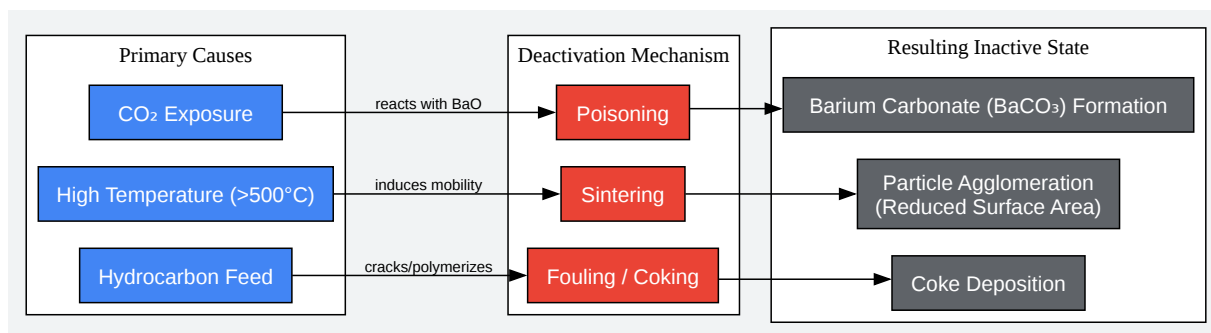 Primary Causes
Deactivation Mechanism
Resulting Inactive State
CO₂ Exposure
reacts with BaO
Poisoning
Barium Carbonate (BaCO₃) Formation
High Temperature (>500°C)
induces mobility
Sintering
Particle Agglomeration
(Reduced Surface Area)
Hydrocarbon Feed
cracks/polymerizes
Fouling / Coking
Coke Deposition